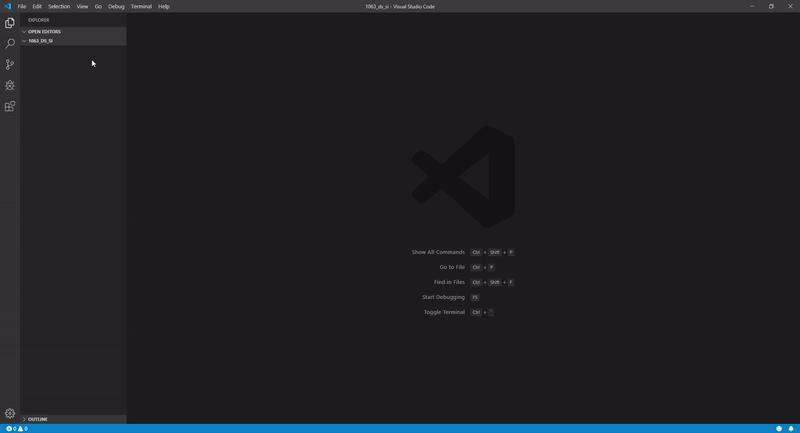 File Edit Selection View Go Debug Terminal Help
1063_ds_si - Visual Studio Code
EXPLORER
OPEN EDITORS
1063_DS_SI
Show All Commands Ctrl + Shift + P
Go to File Ctrl + P
Find in Files Ctrl + Shift + F
Start Debugging F5
Toggle Terminal Ctrl + `
OUTLINE
0 0